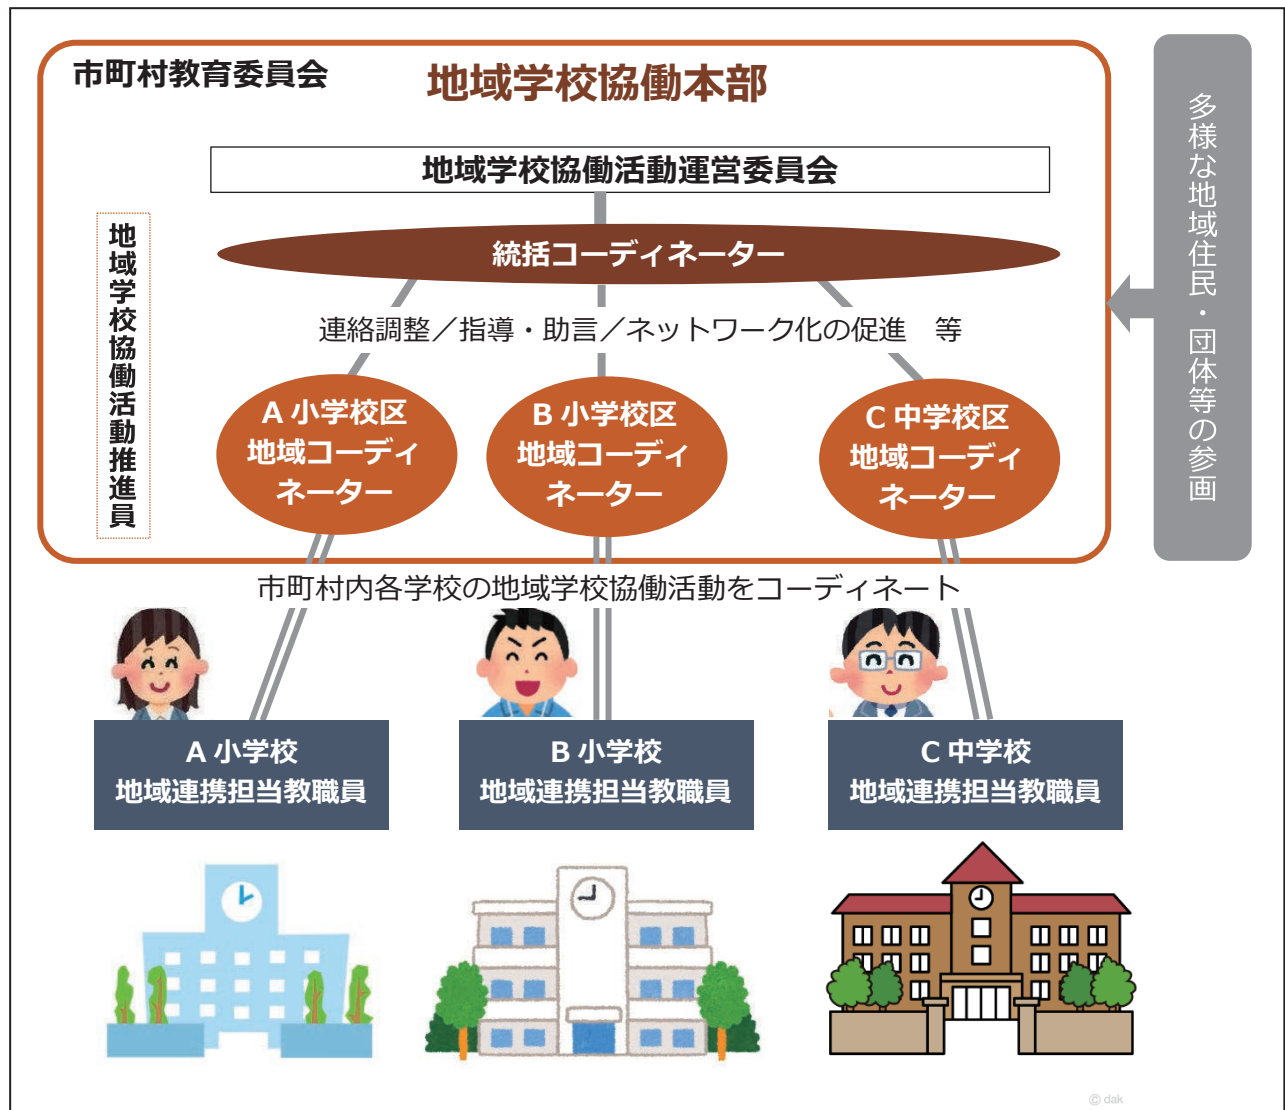 市町村教育委員会
地域学校協働本部
地域学校協働活動運営委員会
統括コーディネーター
連絡調整／指導・助言／ネットワーク化の促進　等
地域学校協働活動推進員
A 小学校区
地域コーディ
ネーター
B 小学校区
地域コーディ
ネーター
C 中学校区
地域コーディ
ネーター
多様な地域住民・団体等の参画
市町村内各学校の地域学校協働活動をコーディネート
A 小学校
地域連携担当教職員
B 小学校
地域連携担当教職員
C 中学校
地域連携担当教職員
© dak